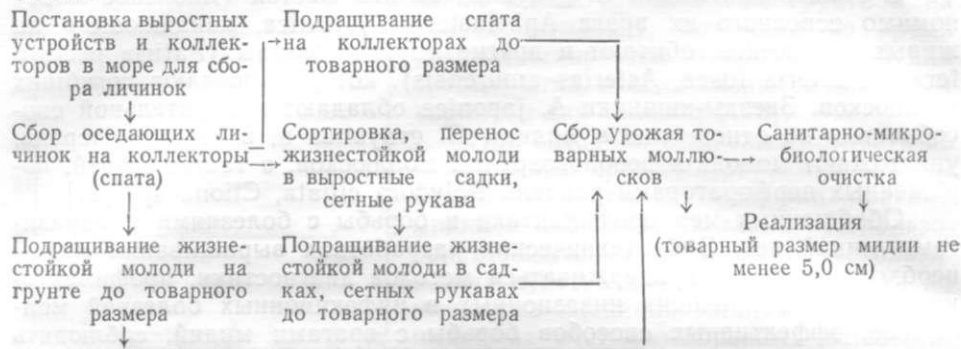 Постановка выростных
устройств и коллек-
торов в море для сбо-
ра личинок
Подращивание спата
на коллекторах до
товарного размера
Сбор оседающих ли-
чинок на коллекторы
(спата)
Сортировка, перенос
жизнестойкой молоди
в выростные садки,
сетные рукава
Сбор урожая то-
варных моллю-
сков
Санитарно-микро-
биологическая
очистка
Реализация
(товарный размер мидии не
менее 5,0 см)
Подращивание жизне-
стойкой молоди на
грунте до товарного
размера
Подращивание жизне-
стойкой молоди в сад-
ках, сетных рукавах
до товарного размера